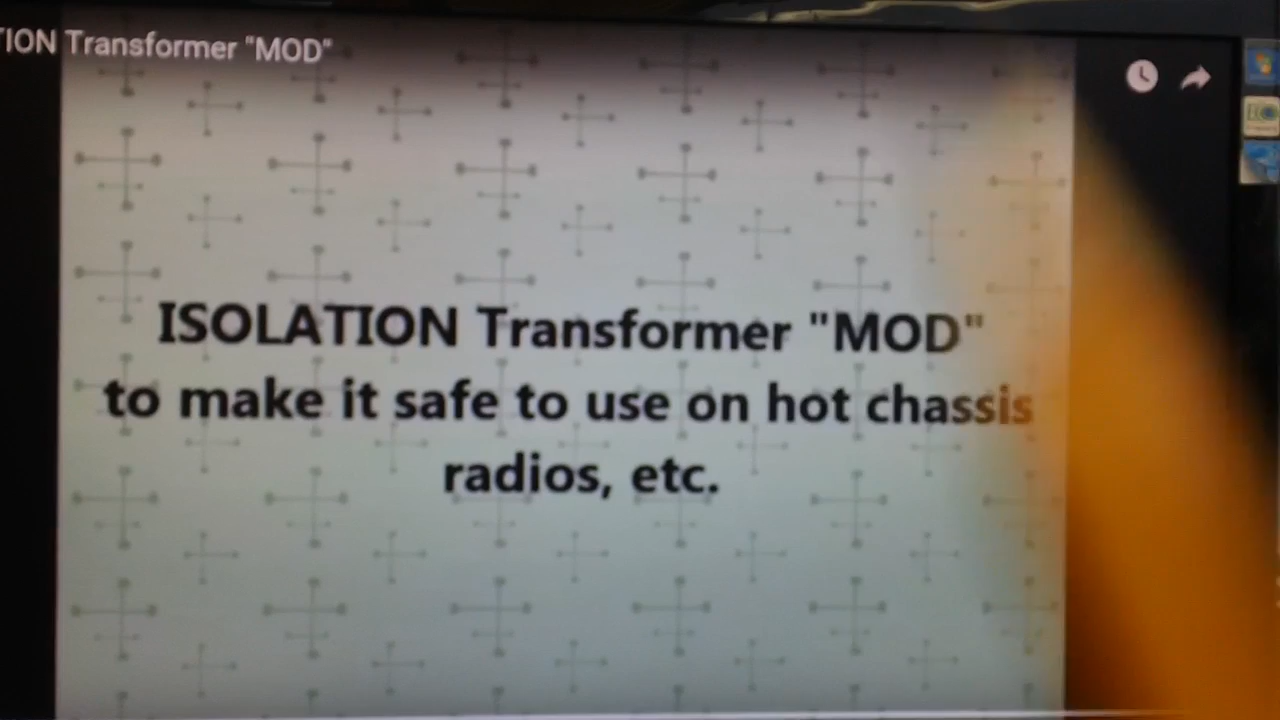 TION Transformer "MOD"
ISOLATION Transformer "MOD"
to make it safe to use on hot chassis
radios, etc.